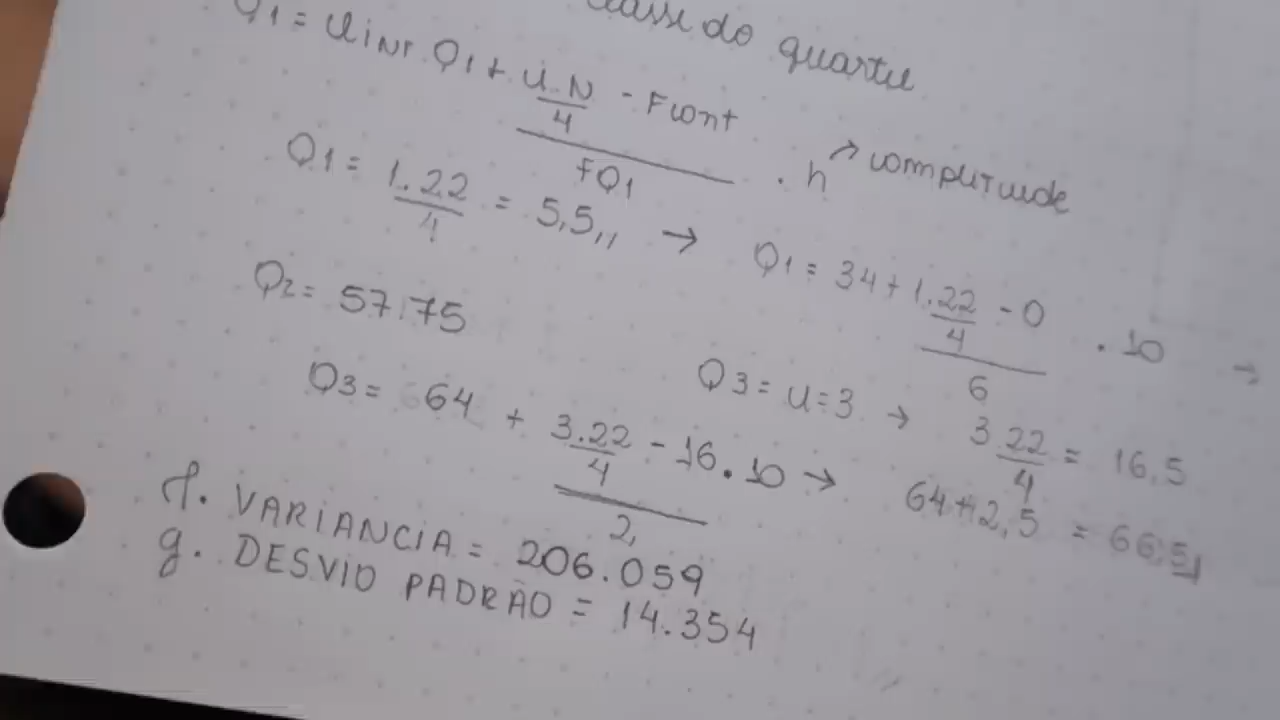 classe do quartil
Q1 = Linf Q1 + u.N/4 - Fant / fQ1 . h → amplitude
Q1 = 1.22/4 = 5,5,, → Q1 = 34 + 1.22/4 - 0 / 6 . 10 →
Q2 = 57.75
Q3 = u=3 → 3 22/4 = 16,5
Q3 = 64 + 3.22/4 - 16 . 10 / 2, → 64+2,5 = 66,5
f. VARIANCIA = 206.059
g. DESVIO PADRÃO = 14.354